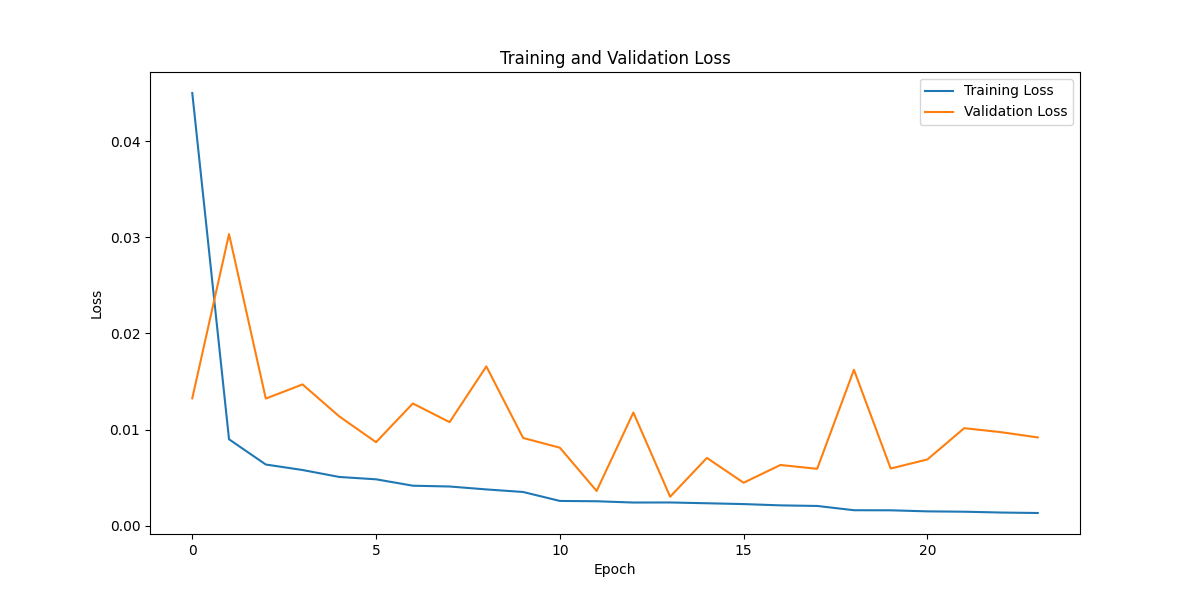 Training and Validation Loss
Training Loss
Validation Loss
Loss
0.04
0.03
0.02
0.01
0.00
0
5
10
15
20
Epoch